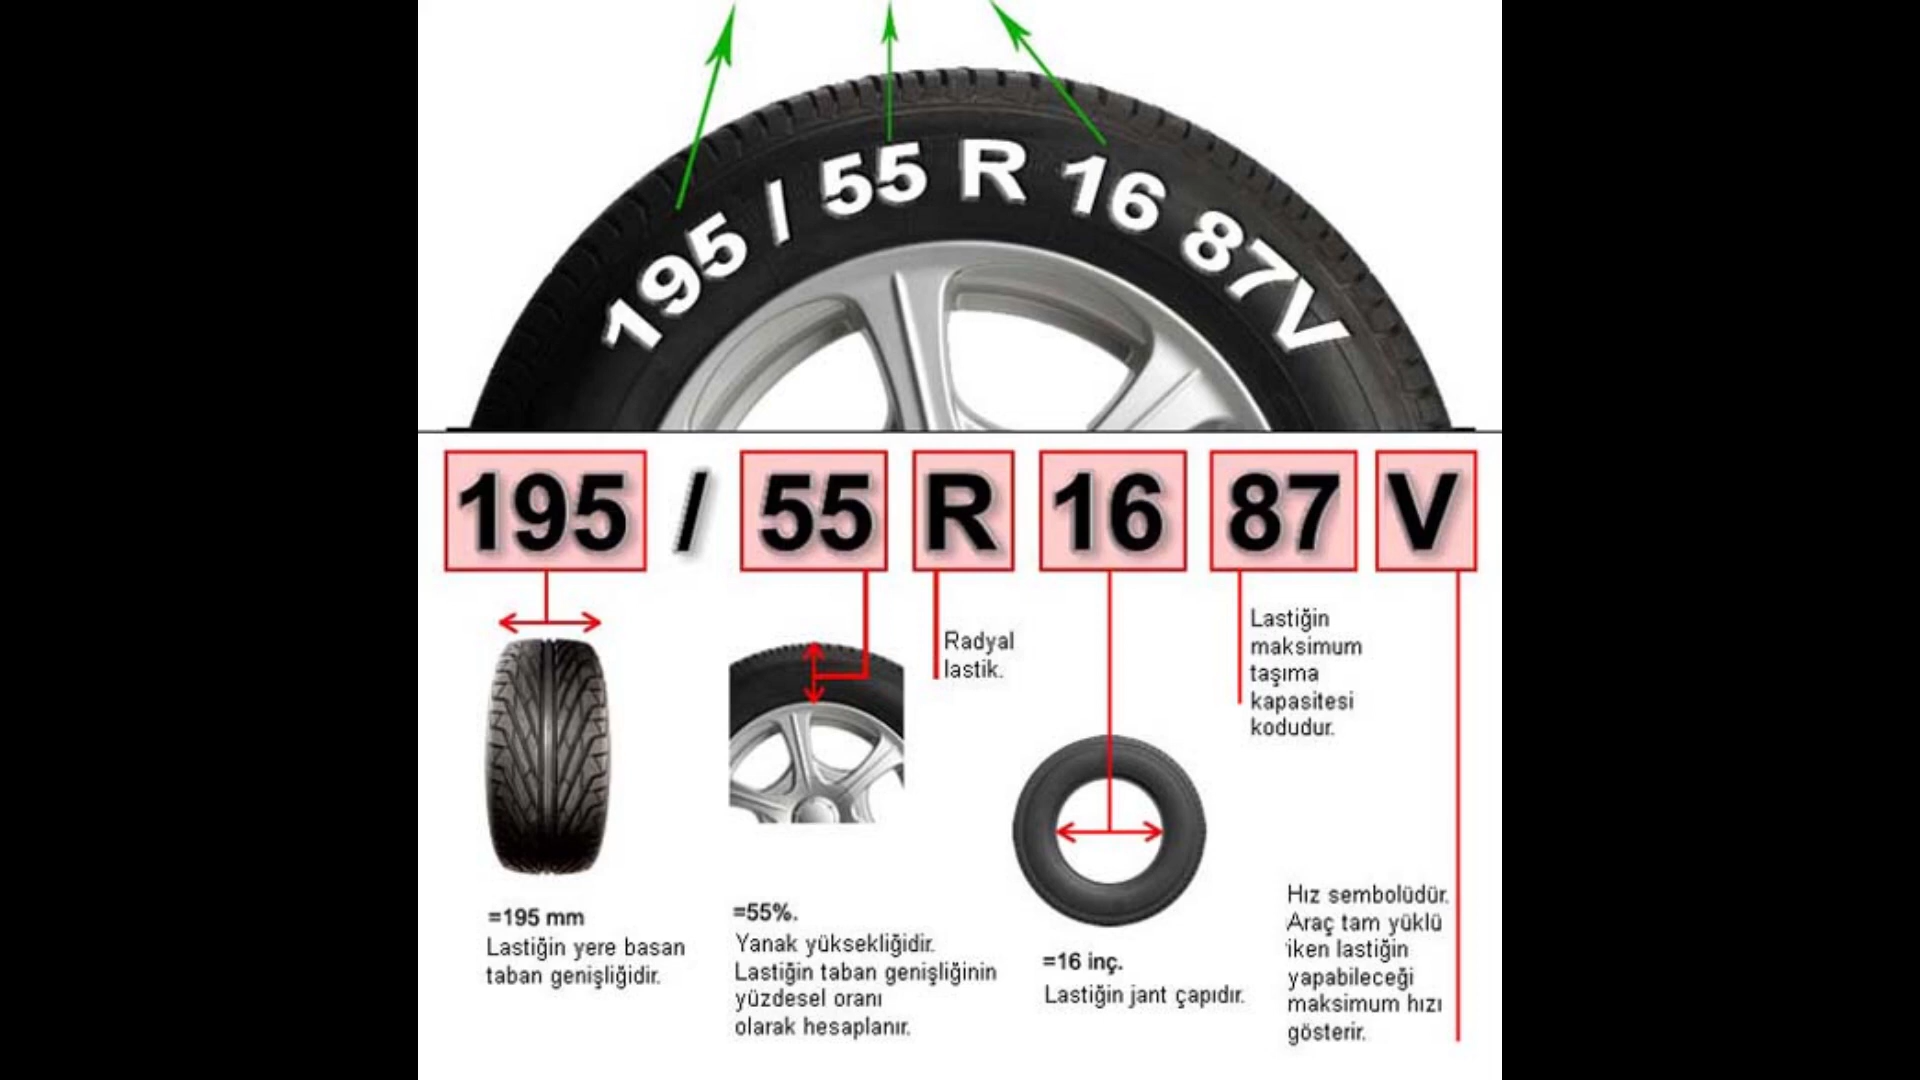 195 / 55 R 16 87V
195 / 55 R 16 87 V
=195 mm
Lastiğin yere basan
taban genişliğidir.
=55%.
Yanak yüksekliğidir.
Lastiğin taban genişliğinin
yüzdesel oranı
olarak hesaplanır.
Radyal
lastik.
=16 inç.
Lastiğin jant çapıdır.
Lastiğin
maksimum
taşıma
kapasitesi
kodudur.
Hız sembolüdür.
Araç tam yüklü
iken lastiğin
yapabileceği
maksimum hızı
gösterir.